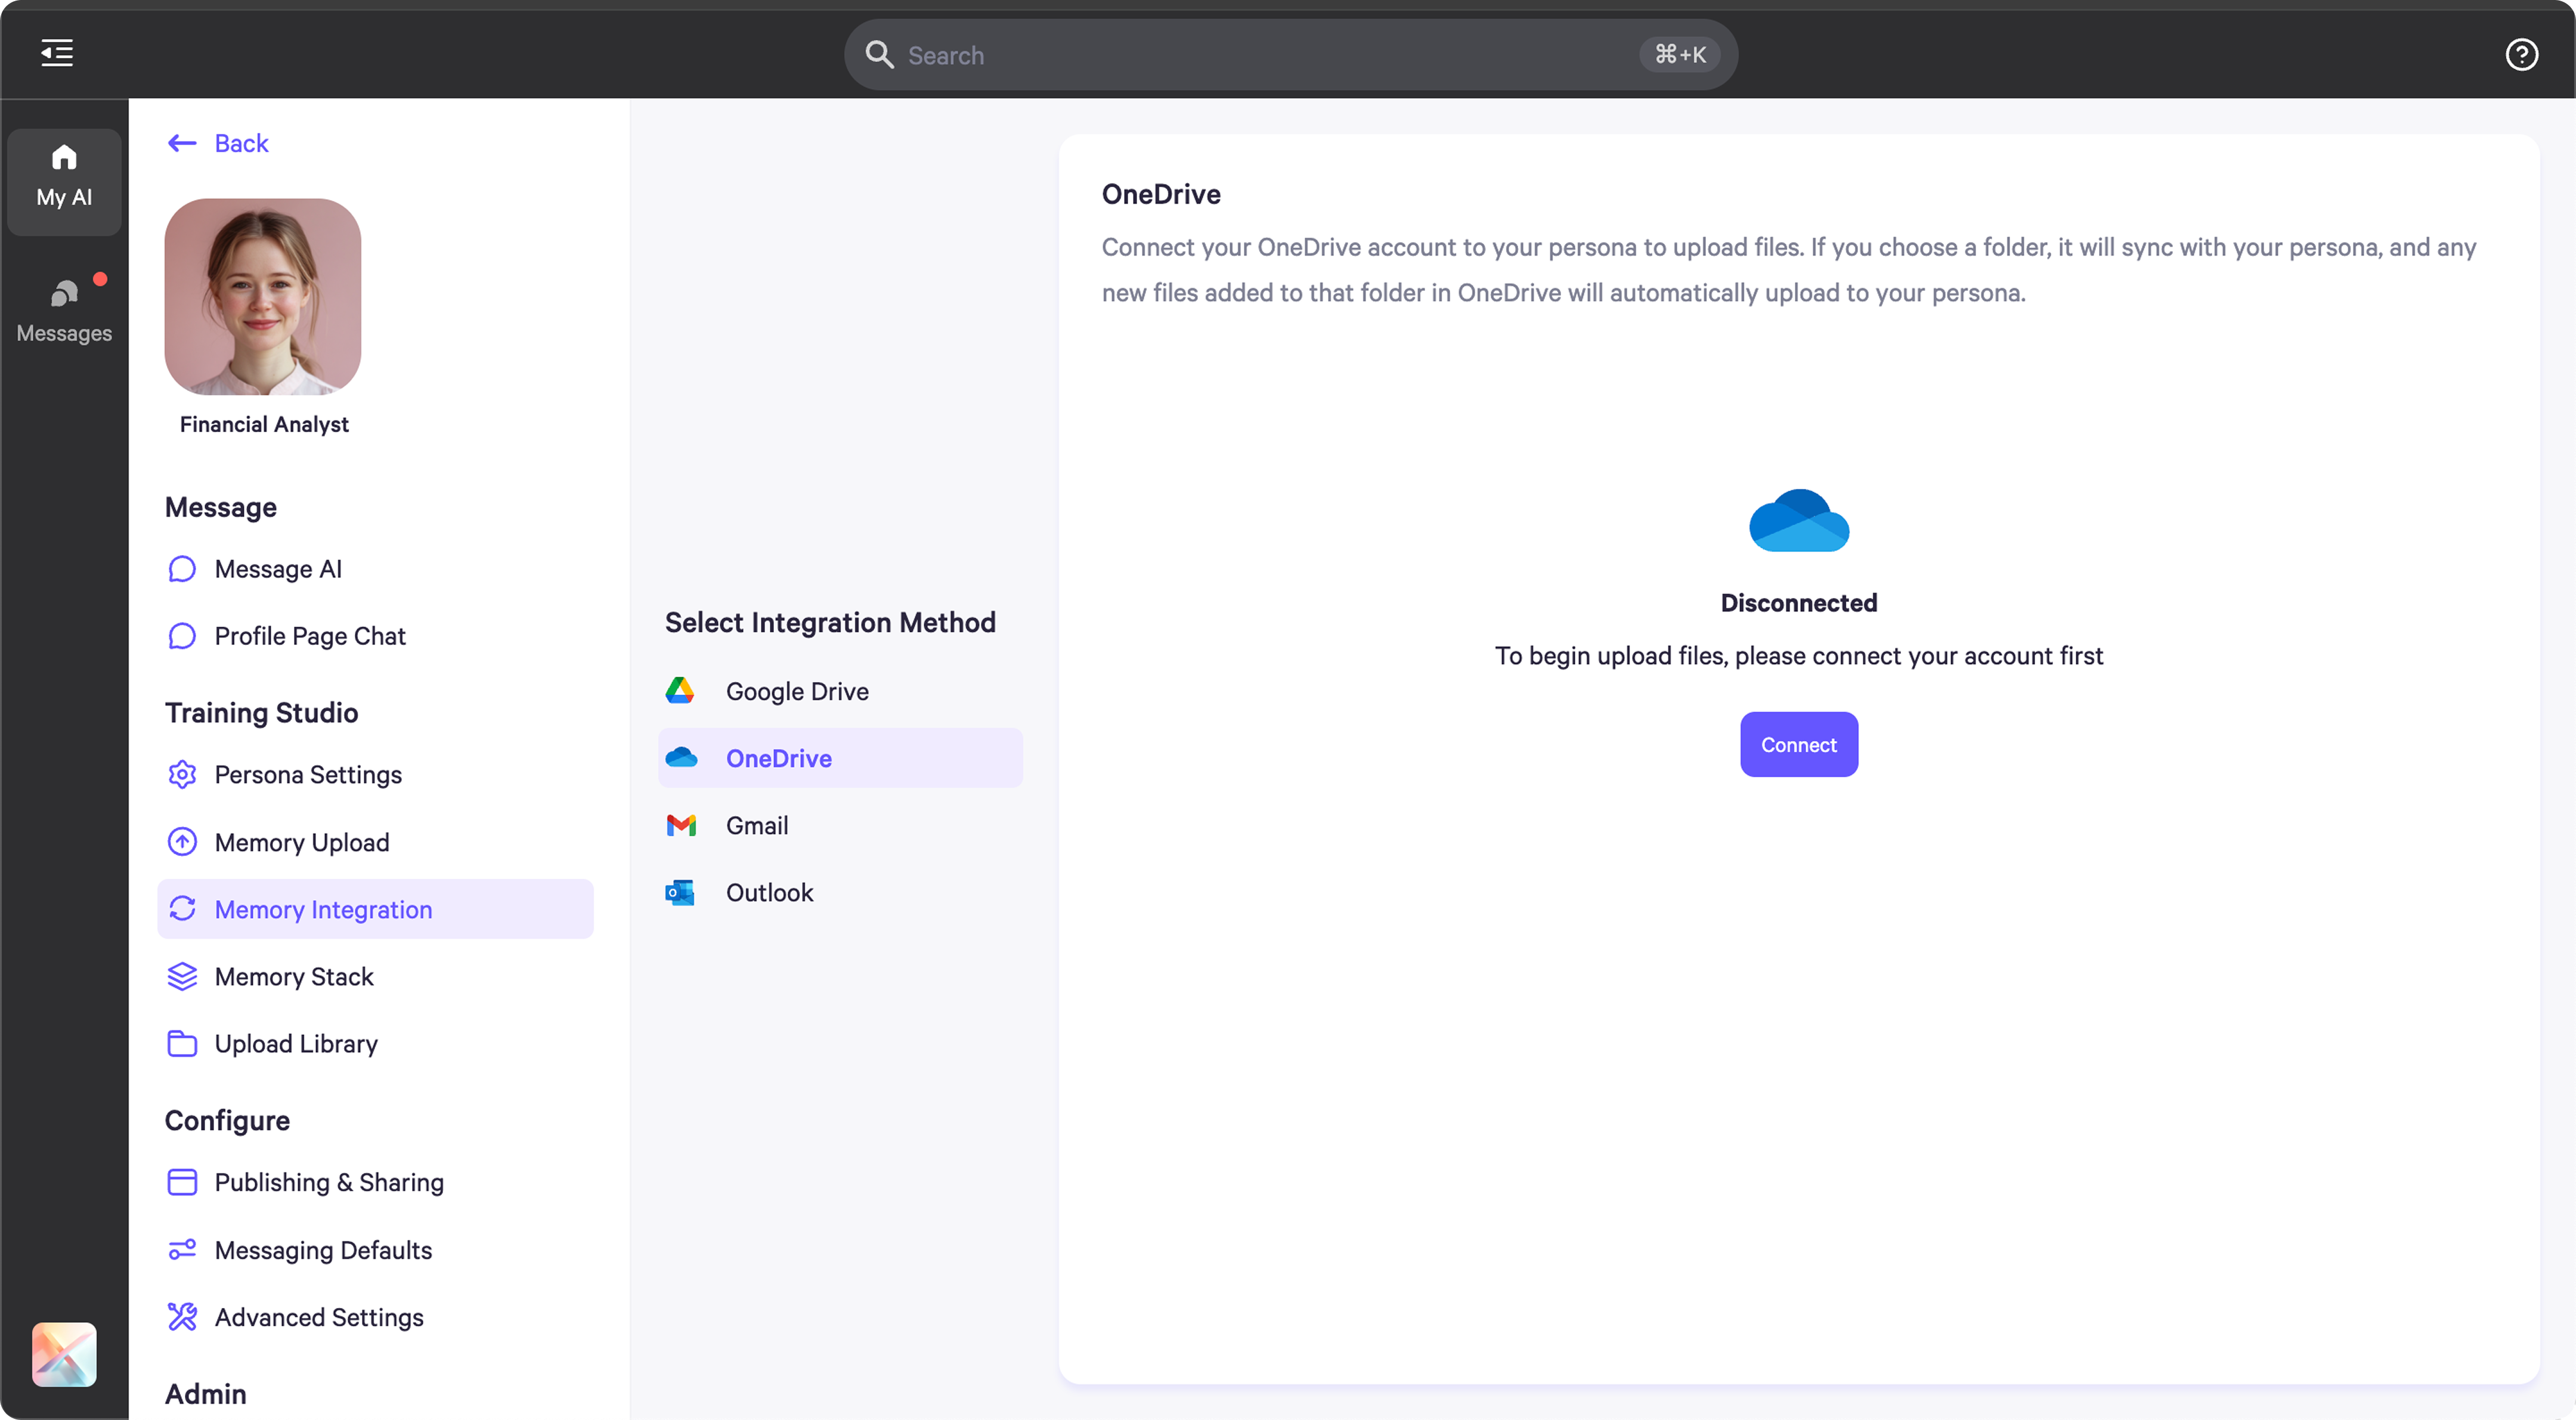 Search
⌘+K
My AI
Messages
Back
Financial Analyst
Message
Message AI
Profile Page Chat
Training Studio
Persona Settings
Memory Upload
Memory Integration
Memory Stack
Upload Library
Configure
Publishing & Sharing
Messaging Defaults
Advanced Settings
Admin
Select Integration Method
Google Drive
OneDrive
Gmail
Outlook
OneDrive
Connect your OneDrive account to your persona to upload files. If you choose a folder, it will sync with your persona, and any
new files added to that folder in OneDrive will automatically upload to your persona.
Disconnected
To begin upload files, please connect your account first
Connect